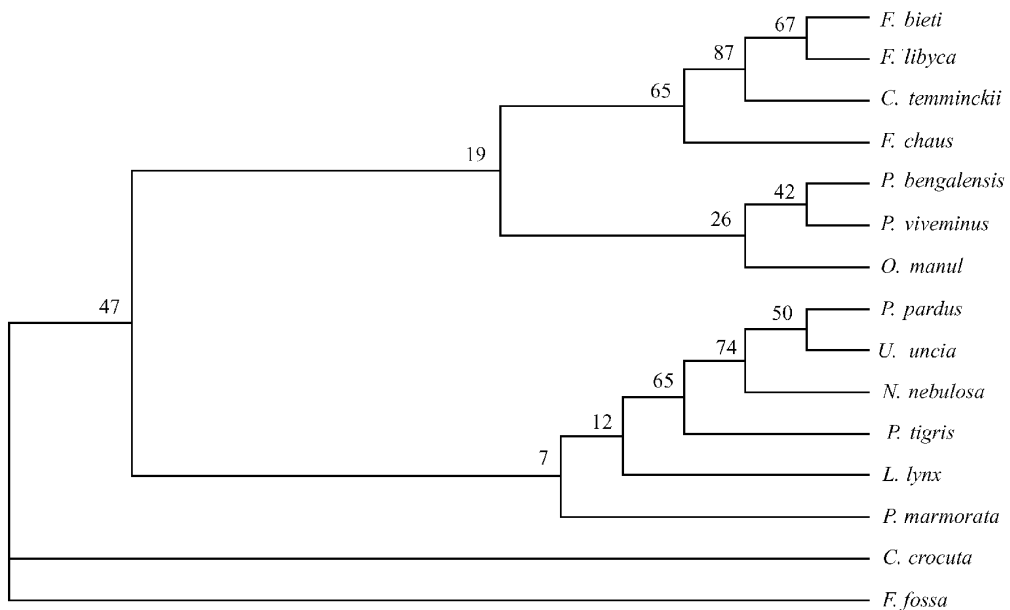 67
F. bieti
F. libyca
87
C. temminckii
65
F. chaus
19
42
P. bengalensis
P. viveminus
26
O. manul
47
50
P. pardus
U. uncia
74
N. nebulosa
65
P. tigris
12
L. lynx
7
P. marmorata
C. crocuta
F. fossa